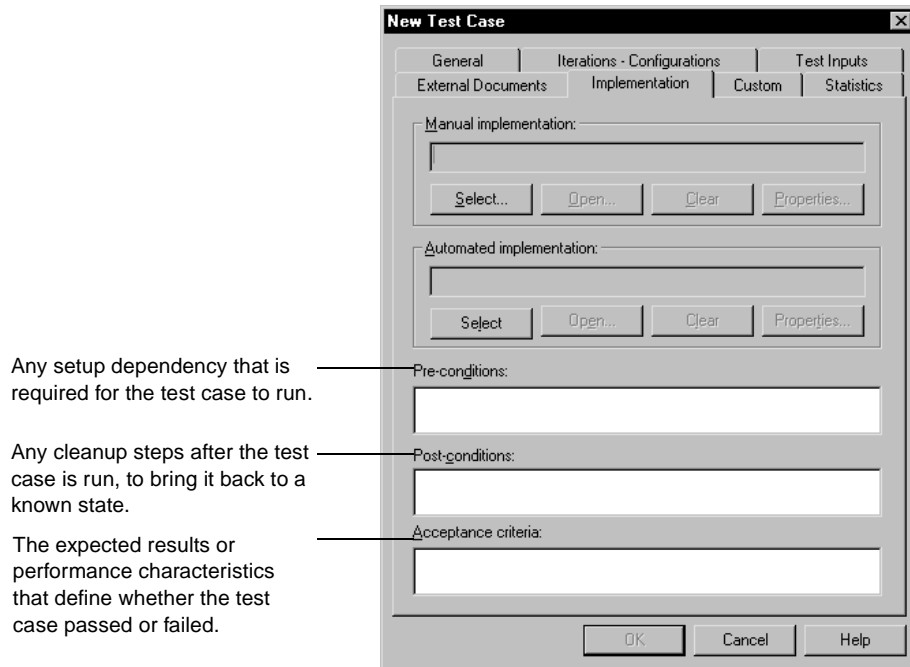 New Test Case
General
Iterations - Configurations
Test Inputs
External Documents
Implementation
Custom
Statistics
Manual implementation:
Select...
Open...
Clear
Properties...
Automated implementation:
Select
Open...
Clear
Properties...
Any setup dependency that is
required for the test case to run.
Pre-conditions:
Any cleanup steps after the test
case is run, to bring it back to a
known state.
Post-conditions:
The expected results or
performance characteristics
that define whether the test
case passed or failed.
Acceptance criteria:
OK
Cancel
Help